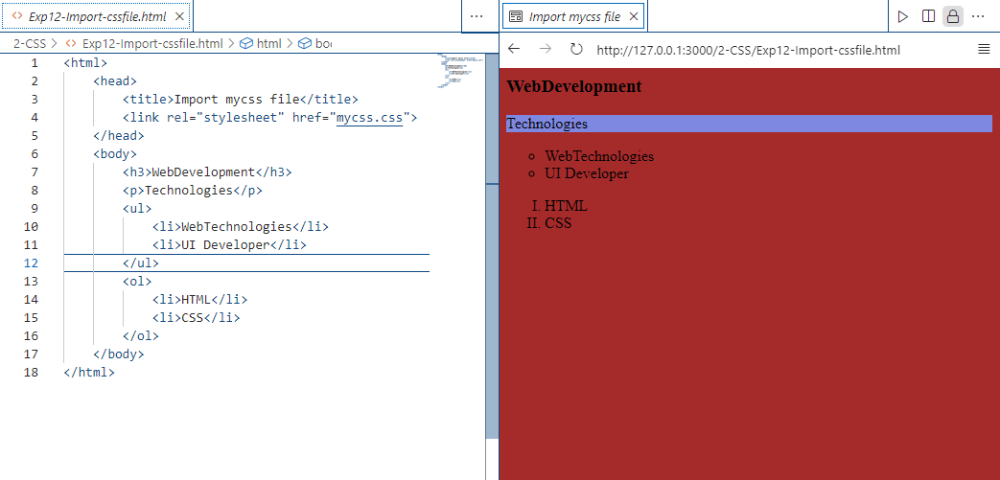 Exp12-Import-cssfile.html
2-CSS > Exp12-Import-cssfile.html > html >
1 <html>
2 <head>
3 <title>Import mycss file</title>
4 <link rel="stylesheet" href="mycss.css">
5 </head>
6 <body>
7 <h3>WebDevelopment</h3>
8 <p>Technologies</p>
9 <ul>
10 <li>WebTechnologies</li>
11 <li>UI Developer</li>
12 </ul>
13 <ol>
14 <li>HTML</li>
15 <li>CSS</li>
16 </ol>
17 </body>
18 </html>
Import mycss file
http://127.0.0.1:3000/2-CSS/Exp12-Import-cssfile.html
WebDevelopment
Technologies
WebTechnologies
UI Developer
I. HTML
II. CSS